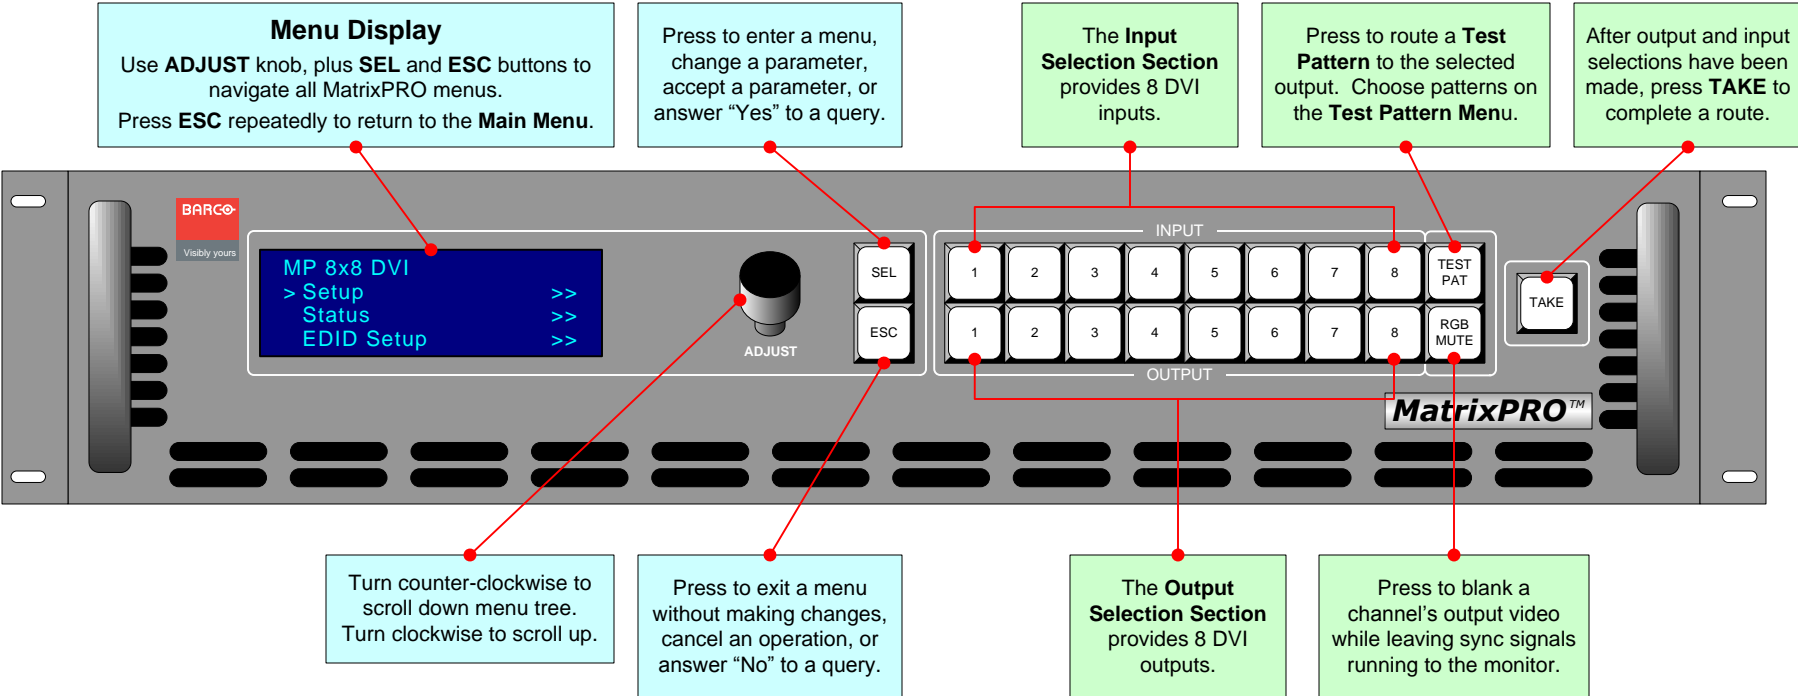 Menu Display
Use ADJUST knob, plus SEL and ESC buttons to
navigate all MatrixPRO menus.
Press ESC repeatedly to return to the Main Menu.
Press to enter a menu,
change a parameter,
accept a parameter, or
answer “Yes” to a query.
The Input
Selection Section
provides 8 DVI
inputs.
Press to route a Test
Pattern to the selected
output. Choose patterns on
the Test Pattern Menu.
After output and input
selections have been
made, press TAKE to
complete a route.
BARCO
Visibly yours
MP 8x8 DVI
> Setup >>
Status >>
EDID Setup >>
ADJUST
SEL
ESC
INPUT
1 2 3 4 5 6 7 8
TEST
PAT
1 2 3 4 5 6 7 8
RGB
MUTE
OUTPUT
TAKE
MatrixPRO™
Turn counter-clockwise to
scroll down menu tree.
Turn clockwise to scroll up.
Press to exit a menu
without making changes,
cancel an operation, or
answer “No” to a query.
The Output
Selection Section
provides 8 DVI
outputs.
Press to blank a
channel’s output video
while leaving sync signals
running to the monitor.